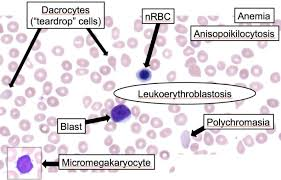 Dacrocytes
("teardrop" cells)
nRBC
Anemia
Anisopoikilocytosis
Leukoerythroblastosis
Blast
Polychromasia
Micromegakaryocyte